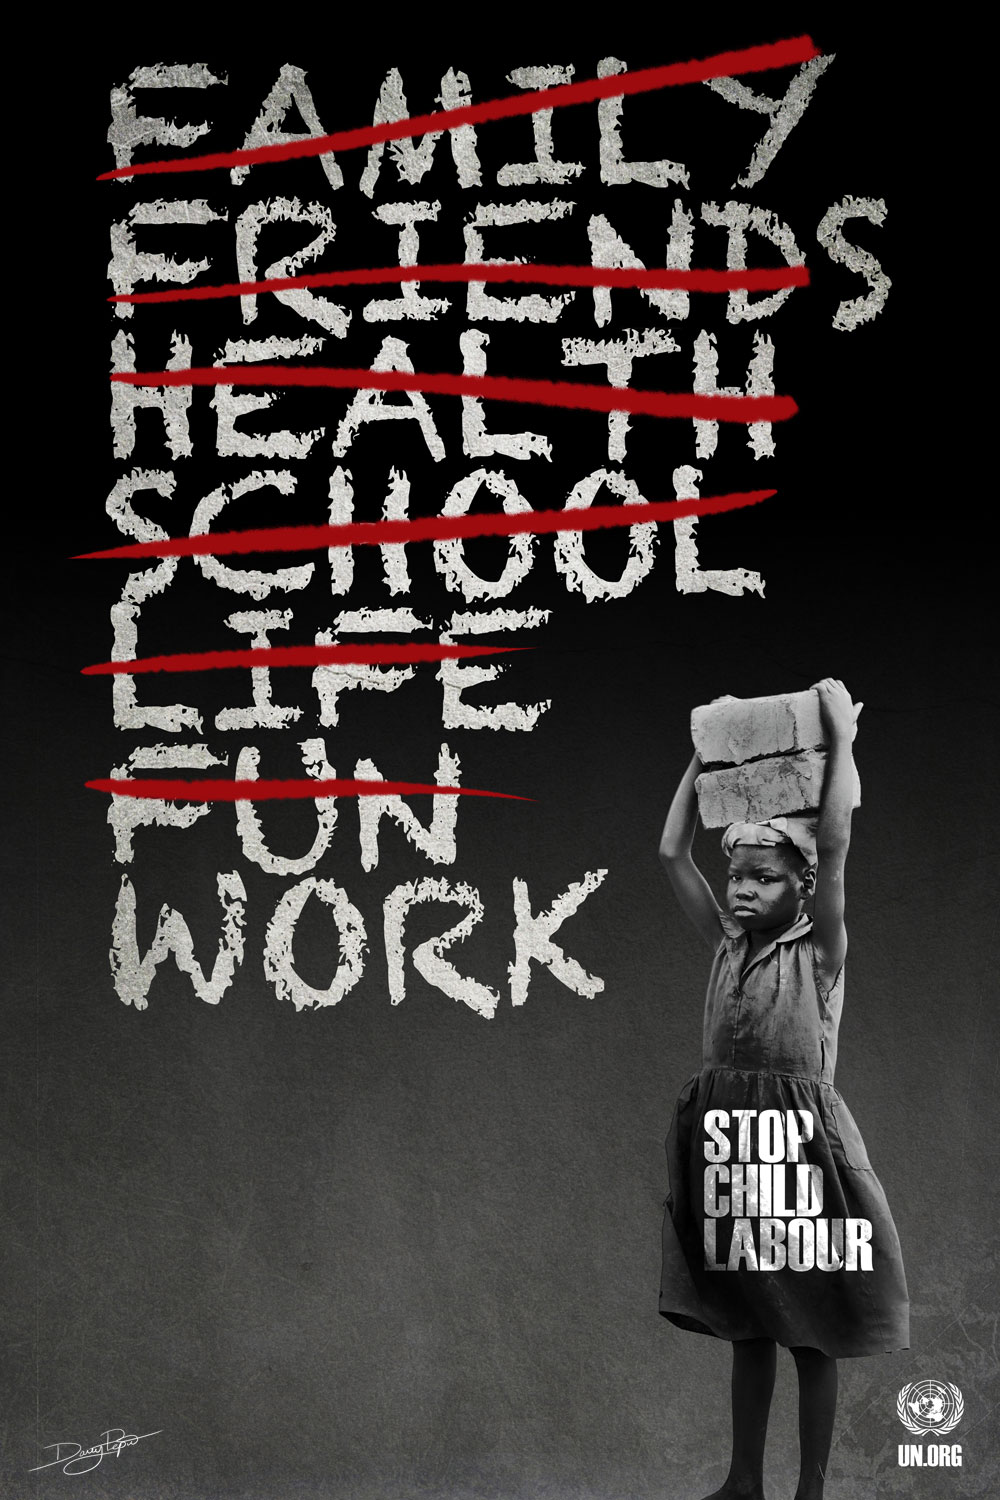 FAMILY
FRIENDS
HEALTH
SCHOOL
LIFE
FUN
WORK
STOP
CHILD
LABOUR
UN.ORG